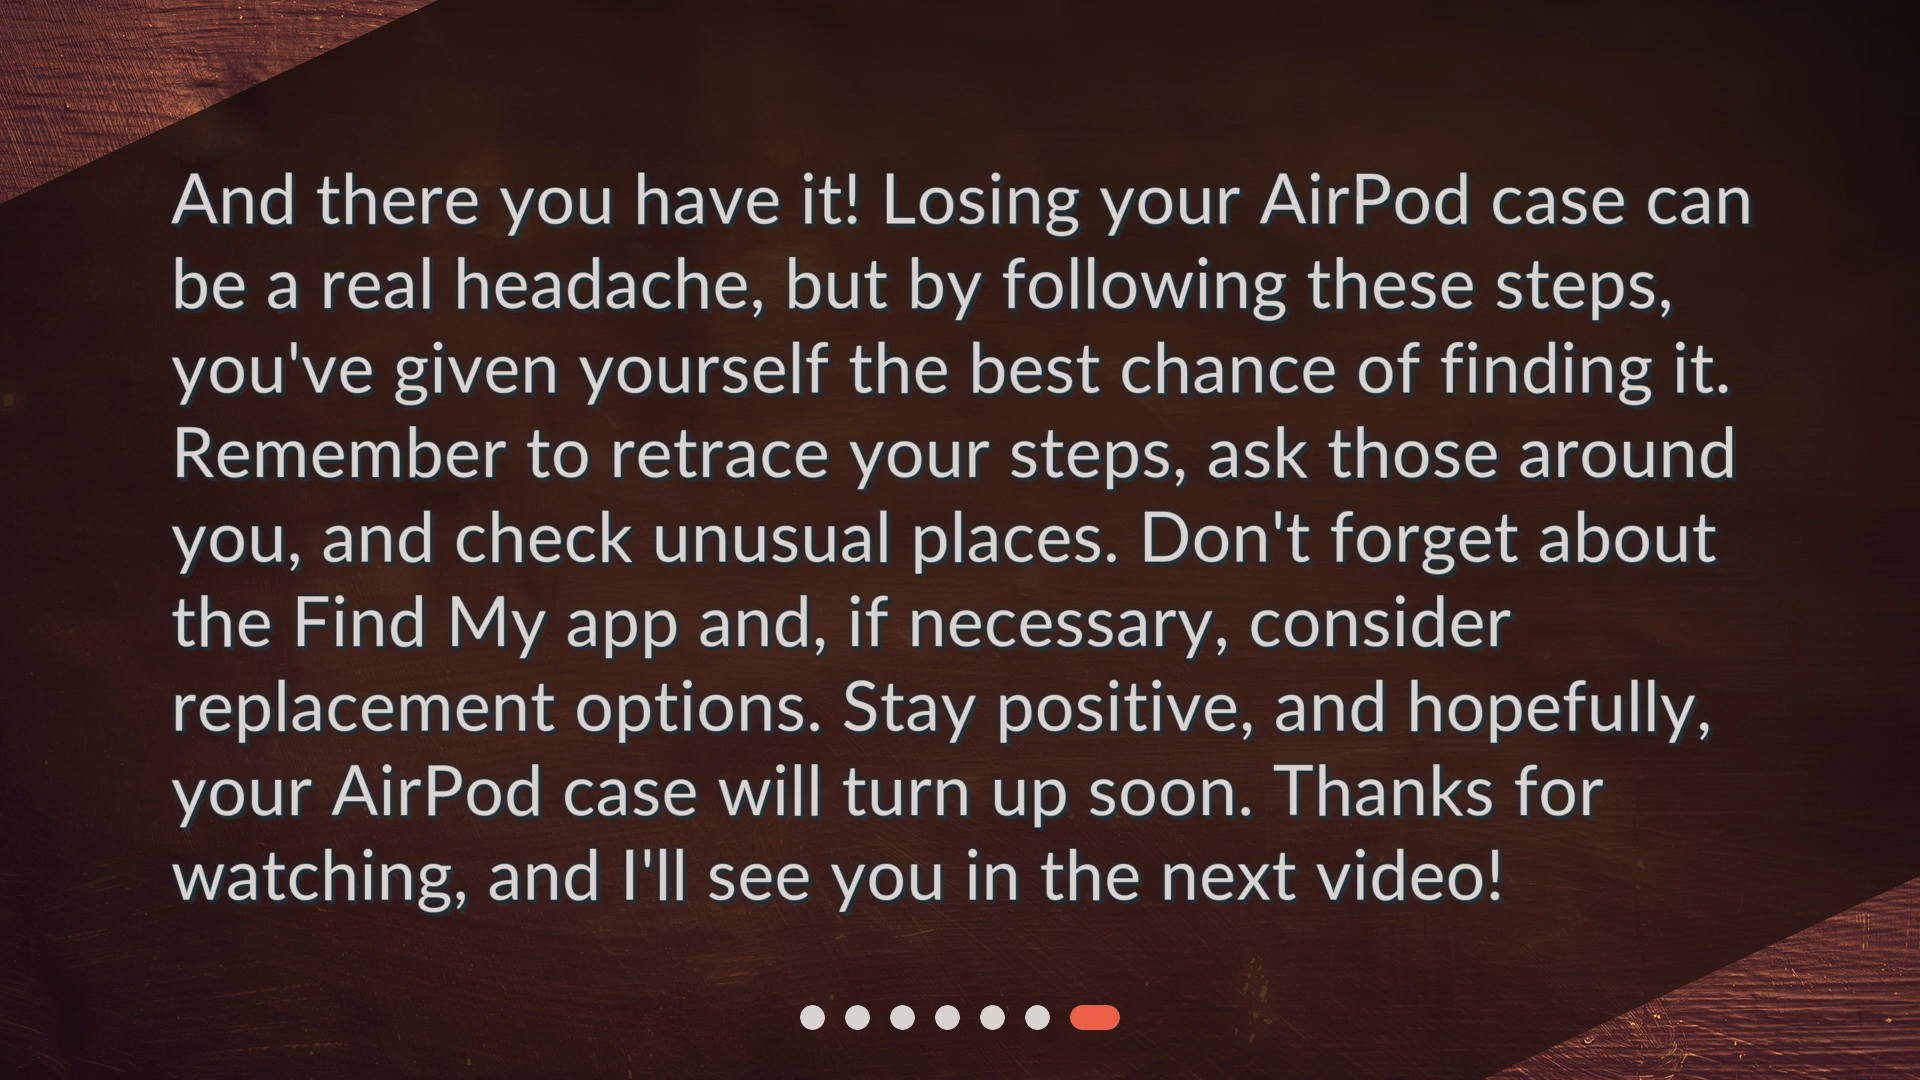 And there you have it! Losing your AirPod case can
be a real headache, but by following these steps,
you've given yourself the best chance of finding it.
Remember to retrace your steps, ask those around
you, and check unusual places. Don't forget about
the Find My app and, if necessary, consider
replacement options. Stay positive, and hopefully,
your AirPod case will turn up soon. Thanks for
watching, and I'll see you in the next video!